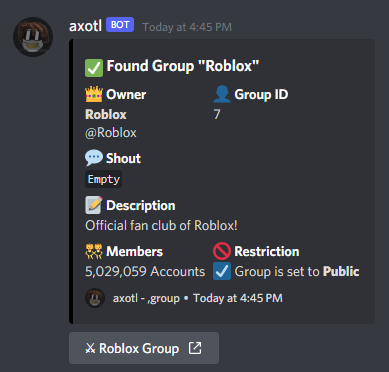 axotl BOT Today at 4:45 PM
Found Group "Roblox"
Owner Group ID
Roblox 7
@Roblox
Shout
Empty
Description
Official fan club of Roblox!
Members Restriction
5,029,059 Accounts Group is set to Public
axotl - ,group • Today at 4:45 PM
Roblox Group